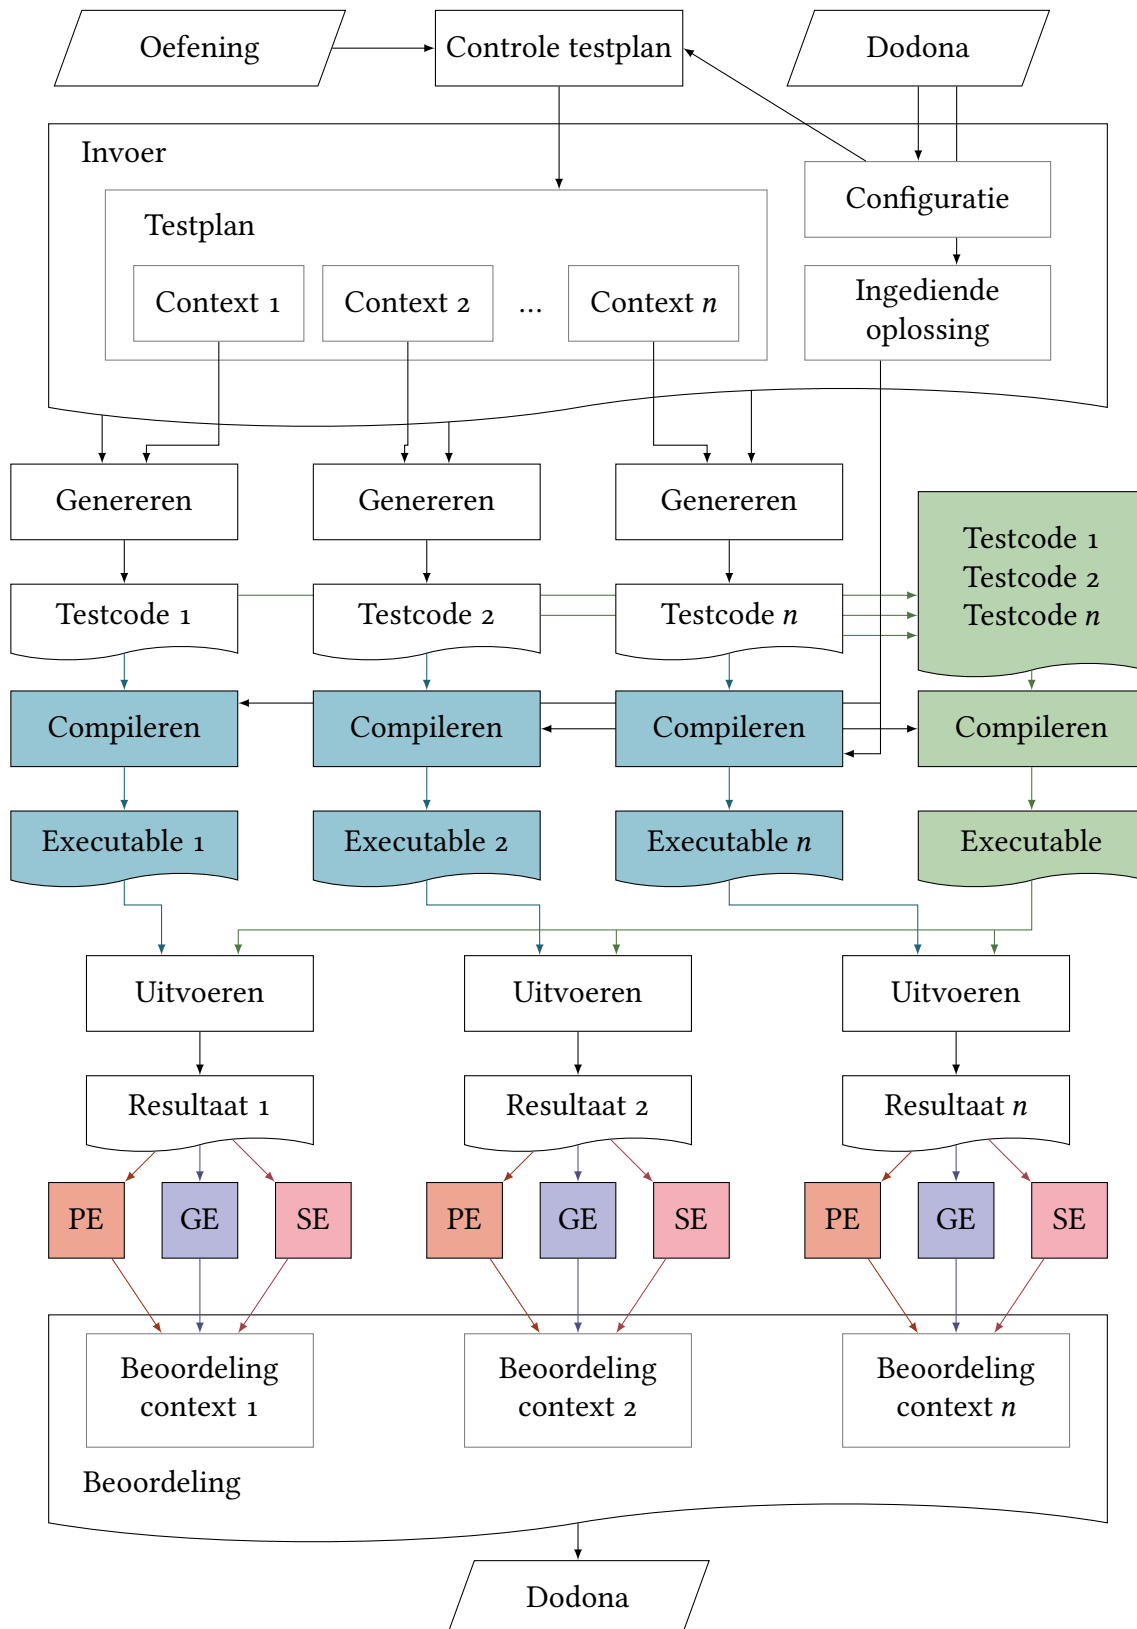 Oefening
Controle testplan
Dodona
Invoer
Configuratie
Testplan
Context 1
Context 2
...
Context n
Ingediende
oplossing
Genereren
Genereren
Genereren
Testcode 1
Testcode 2
Testcode n
Testcode 1
Testcode 2
Testcode n
Compileren
Compileren
Compileren
Compileren
Executable 1
Executable 2
Executable n
Executable
Uitvoeren
Uitvoeren
Uitvoeren
Resultaat 1
Resultaat 2
Resultaat n
PE
GE
SE
PE
GE
SE
PE
GE
SE
Beoordeling
context 1
Beoordeling
context 2
Beoordeling
context n
Beoordeling
Dodona